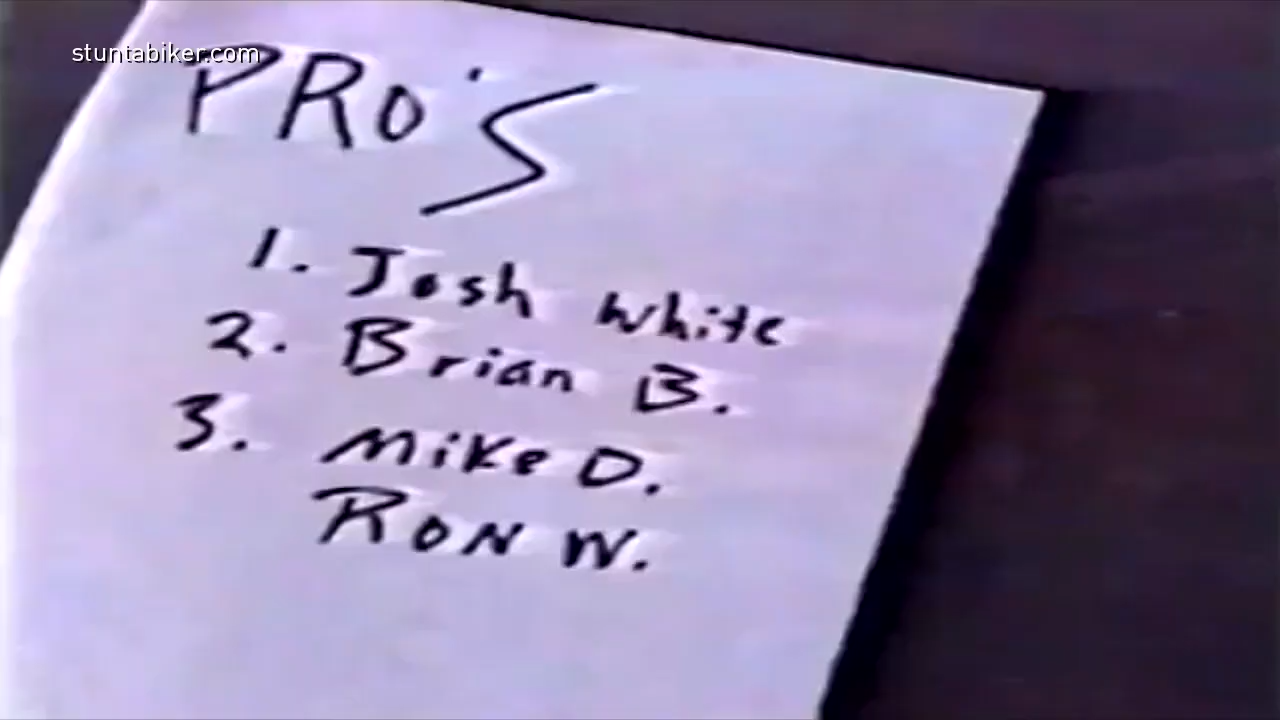 stuntabiker.com
PRO'S
1. Josh White
2. Brian B.
3. Mike D.
Ron W.